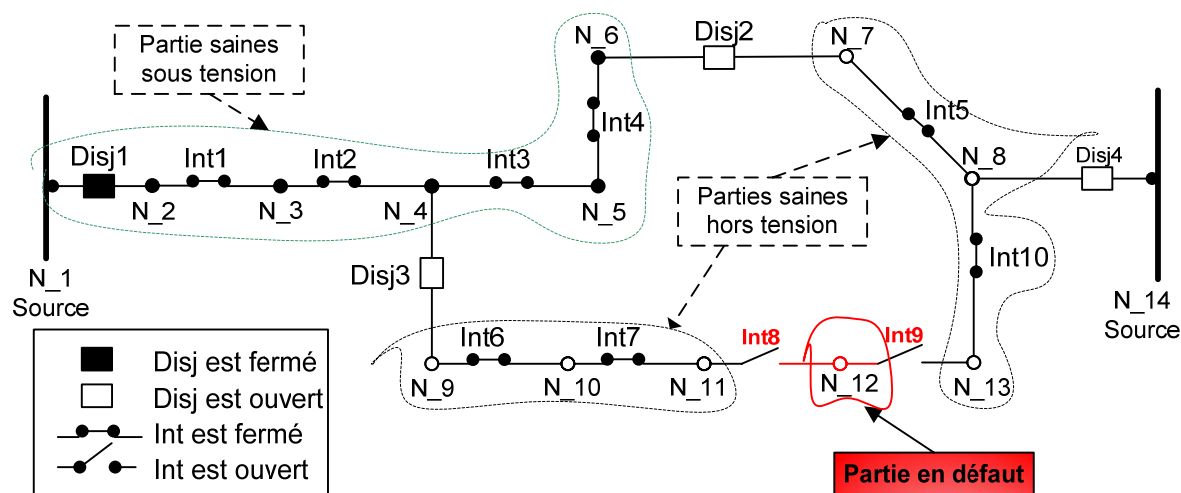 Partie saines
sous tension
N_6
Disj2
N_7
Int4
Int5
Disj1
Int1
Int2
Int3
N_8
Disj4
N_2
N_3
N_4
N_5
Parties saines
hors tension
N_1
Source
Disj3
Int10
N_14
Source
Int6
Int7
Int8
Int9
N_9
N_10
N_11
N_12
N_13
Disj est fermé
Disj est ouvert
Int est fermé
Int est ouvert
Partie en défaut